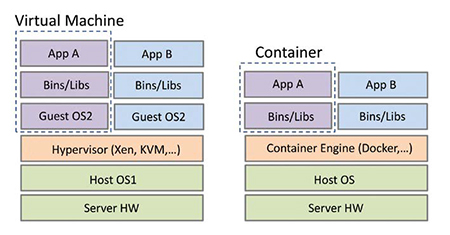 Virtual Machine
App A
App B
Bins/Libs
Bins/Libs
Guest OS2
Guest OS2
Hypervisor (Xen, KVM,...)
Host OS1
Server HW
Container
App A
App B
Bins/Libs
Bins/Libs
Container Engine (Docker,...)
Host OS
Server HW